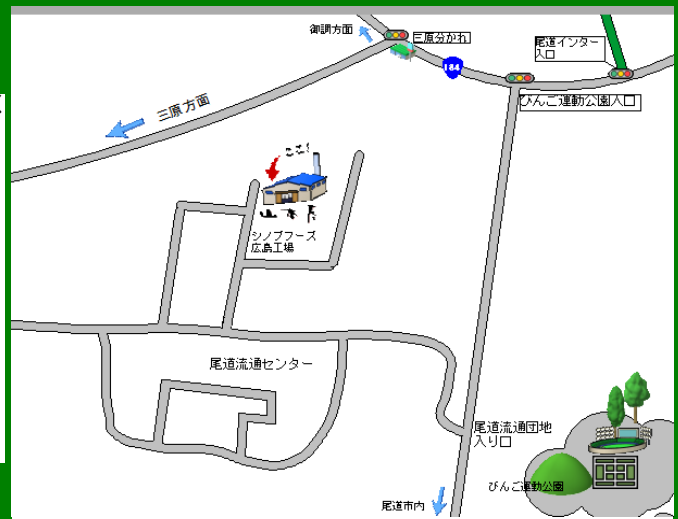 御調方面
三原分かれ
尾道インター
入口
184
びんご運動公園入口
三原方面
ここ!
シノブフーズ
広島工場
尾道流通センター
尾道流通団地
入り口
びんご運動公園
尾道市内